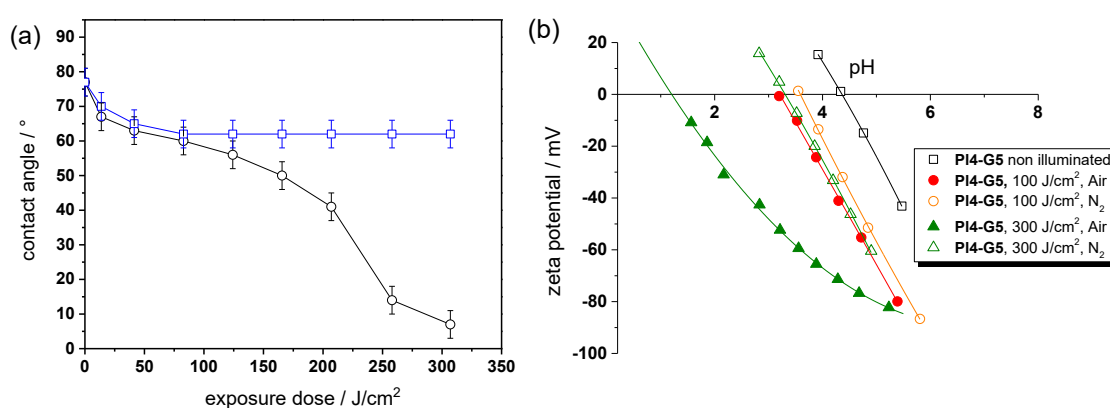 (a)
contact angle / °
90
80
70
60
50
40
30
20
10
0
0 50 100 150 200 250 300 350
exposure dose / J/cm²
(b)
zeta potential / mV
20
0
-20
-40
-60
-80
-100
pH
2 4 6 8
PI4-G5 non illuminated
PI4-G5, 100 J/cm², Air
PI4-G5, 100 J/cm², N₂
PI4-G5, 300 J/cm², Air
PI4-G5, 300 J/cm², N₂